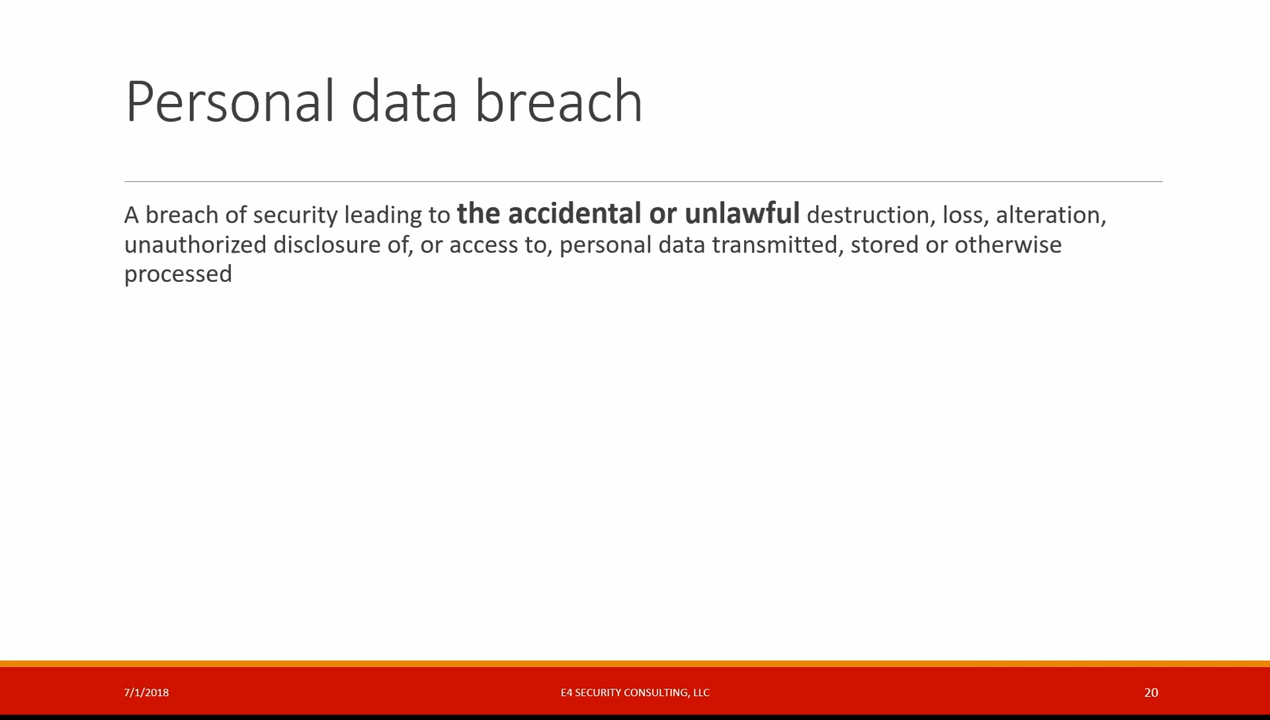 Personal data breach
A breach of security leading to the accidental or unlawful destruction, loss, alteration,
unauthorized disclosure of, or access to, personal data transmitted, stored or otherwise
processed
7/1/2018
E4 SECURITY CONSULTING, LLC
20